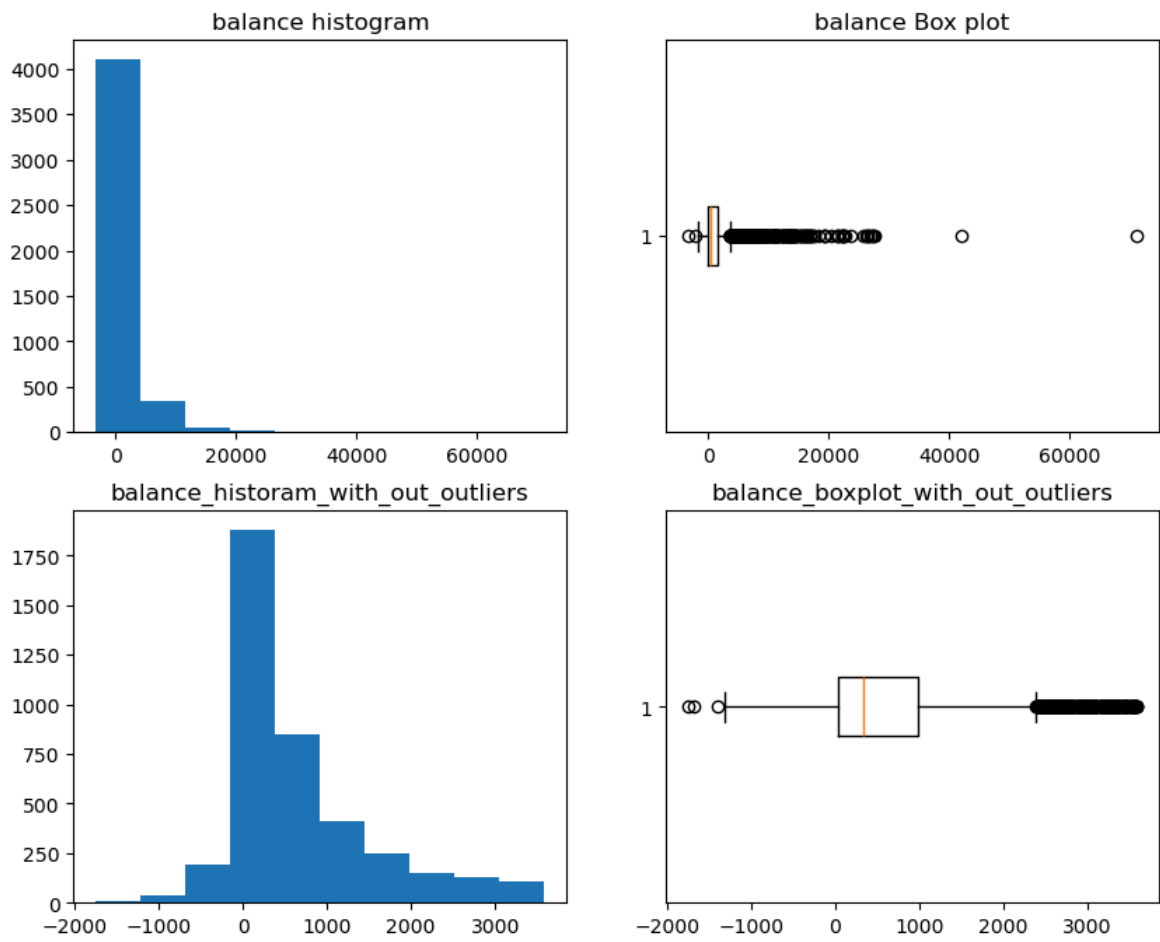 balance histogram
4000
3500
3000
2500
2000
1500
1000
500
0
0 20000 40000 60000
balance Box plot
1
0 20000 40000 60000
balance_historam_with_out_outliers
1750
1500
1250
1000
750
500
250
0
−2000 −1000 0 1000 2000 3000
balance_boxplot_with_out_outliers
1
−2000 −1000 0 1000 2000 3000